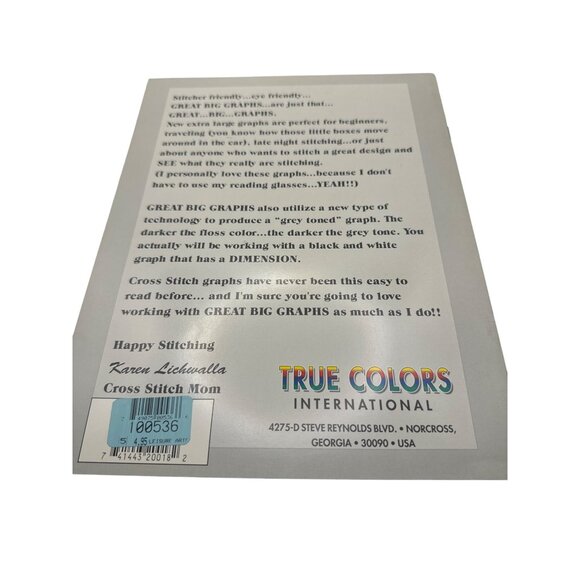 Stitcher friendly...eye friendly...
GREAT BIG GRAPHS...are just that...
GREAT...BIG...GRAPHS.
New extra large graphs are perfect for beginners,
traveling (you know how those little boxes move
around in the car), late night stitching...or just
about anyone who wants to stitch a great design and
SEE what they really are stitching.
(I personally love these graphs...because I don't
have to use my reading glasses...YEAH!!)
GREAT BIG GRAPHS also utilize a new type of
technology to produce a "grey toned" graph. The
darker the floss color...the darker the grey tone. You
actually will be working with a black and white
graph that has a DIMENSION.
Cross Stitch graphs have never been this easy to
read before... and I'm sure you're going to love
working with GREAT BIG GRAPHS as much as I do!!
Happy Stitching
Karen Lichwalla
Cross Stitch Mom
TRUE COLORS
INTERNATIONAL
4275-D STEVE REYNOLDS BLVD. • NORCROSS,
GEORGIA • 30090 • USA
100536
4.95 LEISURE
7 41443 20018 2